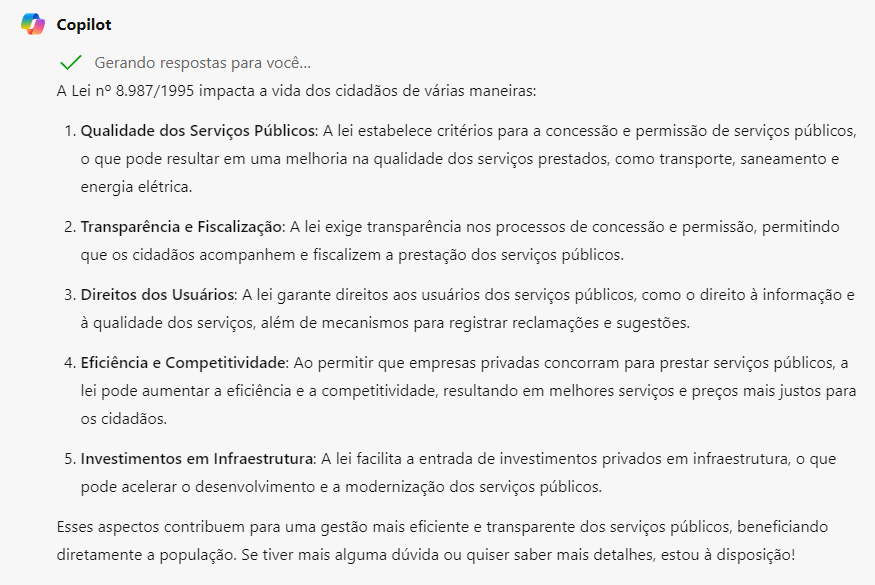 Copilot
Gerando respostas para você...
A Lei nº 8.987/1995 impacta a vida dos cidadãos de várias maneiras:
1. Qualidade dos Serviços Públicos: A lei estabelece critérios para a concessão e permissão de serviços públicos,
o que pode resultar em uma melhoria na qualidade dos serviços prestados, como transporte, saneamento e
energia elétrica.
2. Transparência e Fiscalização: A lei exige transparência nos processos de concessão e permissão, permitindo
que os cidadãos acompanhem e fiscalizem a prestação dos serviços públicos.
3. Direitos dos Usuários: A lei garante direitos aos usuários dos serviços públicos, como o direito à informação e
à qualidade dos serviços, além de mecanismos para registrar reclamações e sugestões.
4. Eficiência e Competitividade: Ao permitir que empresas privadas concorram para prestar serviços públicos, a
lei pode aumentar a eficiência e a competitividade, resultando em melhores serviços e preços mais justos para
os cidadãos.
5. Investimentos em Infraestrutura: A lei facilita a entrada de investimentos privados em infraestrutura, o que
pode acelerar o desenvolvimento e a modernização dos serviços públicos.
Esses aspectos contribuem para uma gestão mais eficiente e transparente dos serviços públicos, beneficiando
diretamente a população. Se tiver mais alguma dúvida ou quiser saber mais detalhes, estou à disposição!